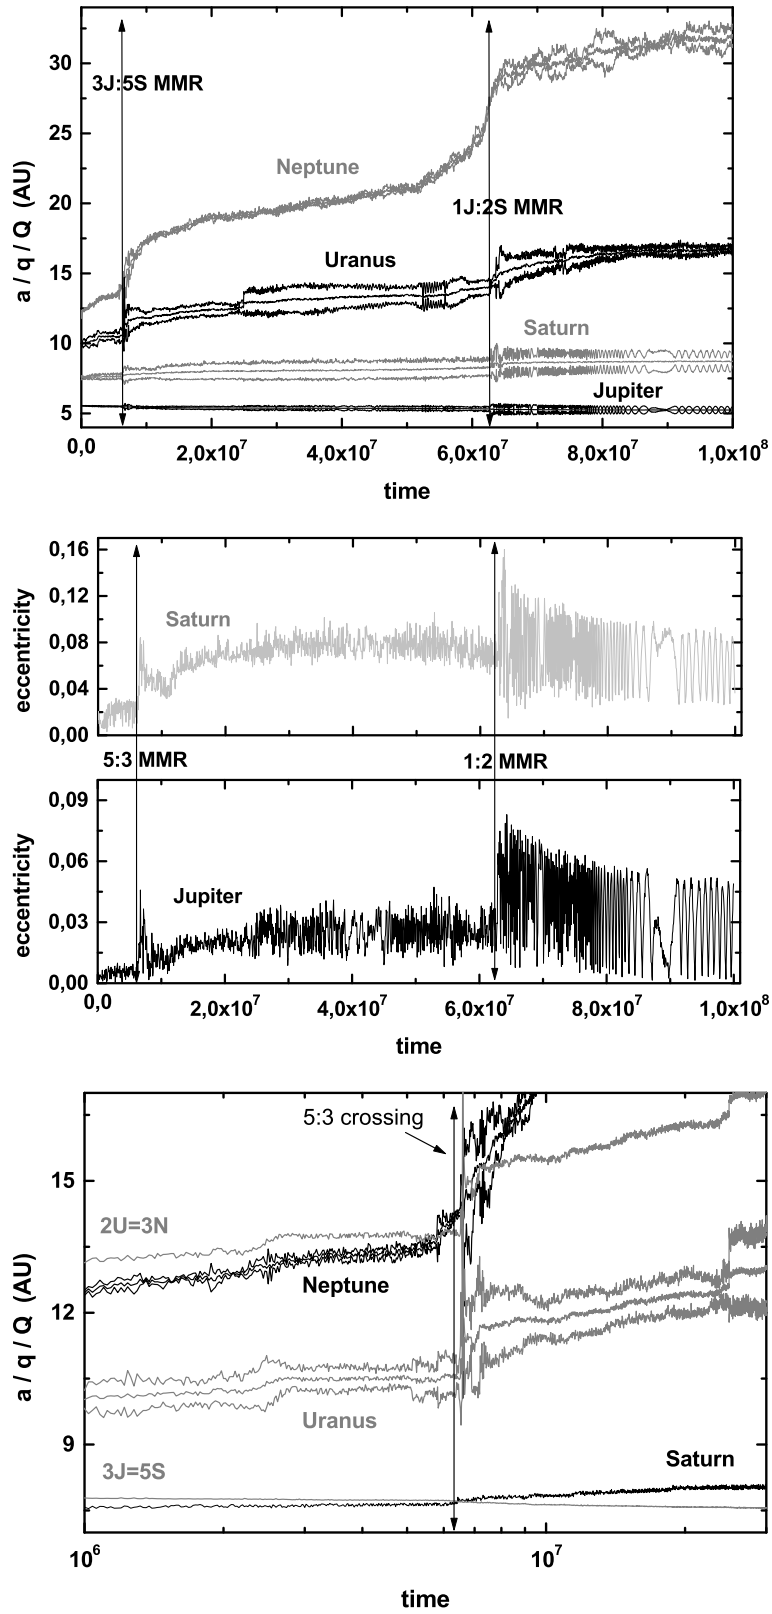 30
3J:5S MMR
25
Neptune
20
1J:2S MMR
a / q / Q (AU)
Uranus
15
10
Saturn
Jupiter
5
0,0 2,0x10⁷ 4,0x10⁷ 6,0x10⁷ 8,0x10⁷ 1,0x10⁸
time
0,16
0,12
Saturn
eccentricity
0,08
0,04
0,00
5:3 MMR 1:2 MMR
0,09
0,06
eccentricity
Jupiter
0,03
0,00
0,0 2,0x10⁷ 4,0x10⁷ 6,0x10⁷ 8,0x10⁷ 1,0x10⁸
time
5:3 crossing
15
2U=3N
Neptune
a / q / Q (AU)
12
Uranus
9
3J=5S Saturn
10⁶ 10⁷
time